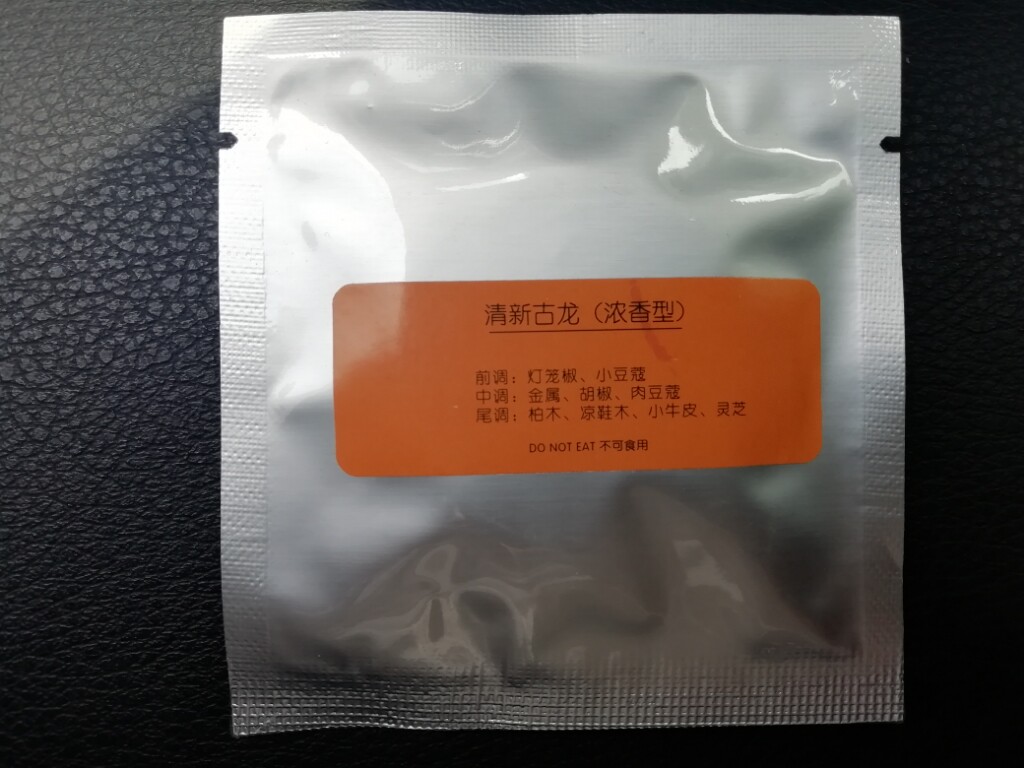 清新古龙（浓香型）
前调：灯笼椒、小豆蔻
中调：金属、胡椒、肉豆蔻
尾调：柏木、凉鞋木、小牛皮、灵芝
DO NOT EAT 不可食用